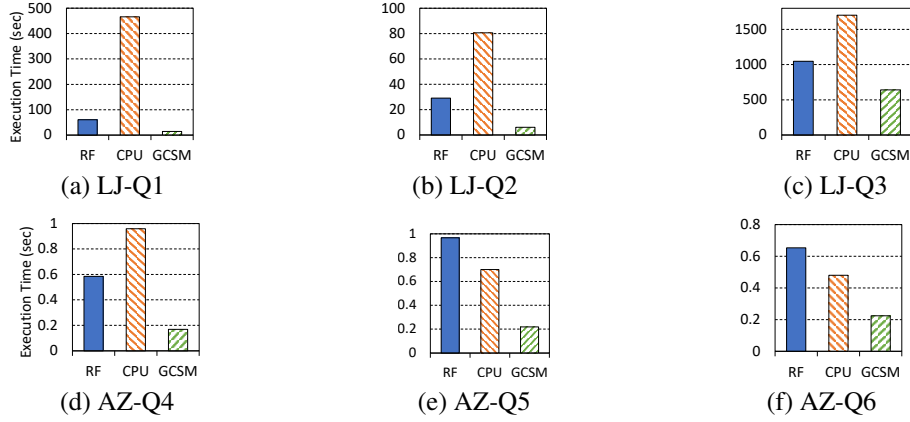 Execution Time (sec)
500
400
300
200
100
0
RF CPU GCSM
(a) LJ-Q1
100
80
60
40
20
0
RF CPU GCSM
(b) LJ-Q2
1500
1000
500
0
RF CPU GCSM
(c) LJ-Q3
Execution Time (sec)
1
0.8
0.6
0.4
0.2
0
RF CPU GCSM
(d) AZ-Q4
1
0.8
0.6
0.4
0.2
0
RF CPU GCSM
(e) AZ-Q5
0.8
0.6
0.4
0.2
0
RF CPU GCSM
(f) AZ-Q6